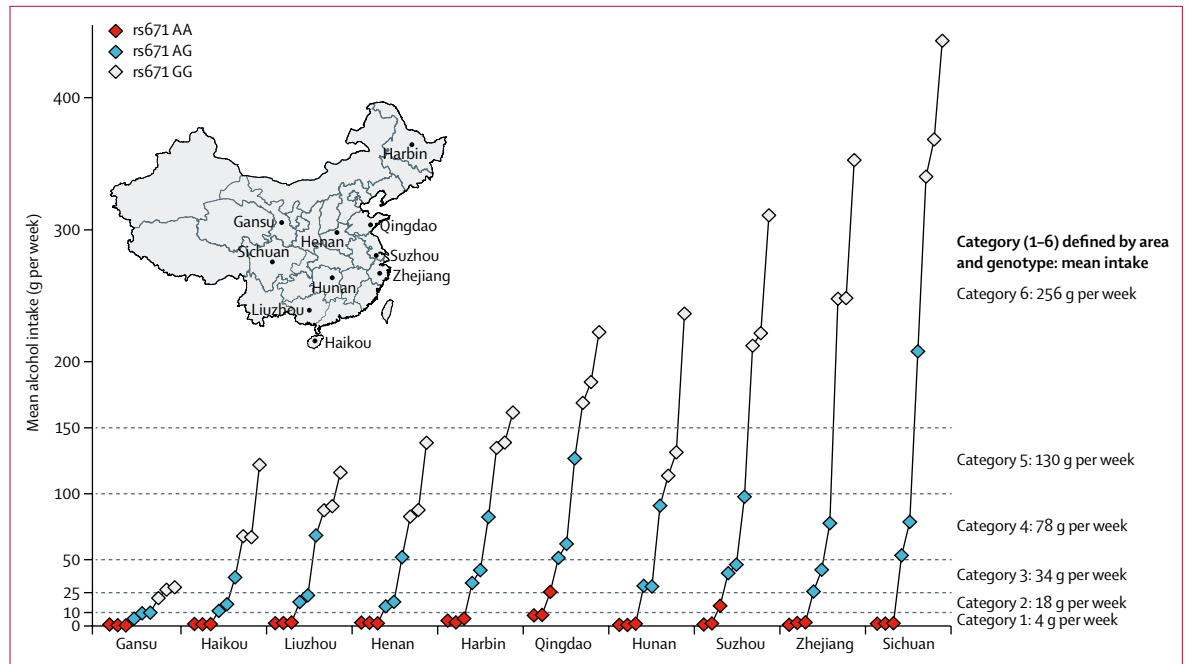 rs671 AA
rs671 AG
rs671 GG
Mean alcohol intake (g per week)
400
300
200
150
100
50
25
10
0
Harbin
Gansu
Qingdao
Henan
Sichuan
Suzhou
Zhejiang
Hunan
Liuzhou
Haikou
Category (1–6) defined by area
and genotype: mean intake
Category 6: 256 g per week
Category 5: 130 g per week
Category 4: 78 g per week
Category 3: 34 g per week
Category 2: 18 g per week
Category 1: 4 g per week
Gansu Haikou Liuzhou Henan Harbin Qingdao Hunan Suzhou Zhejiang Sichuan